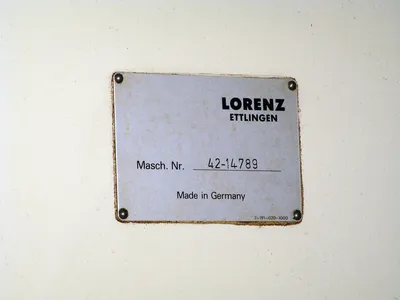 LORENZ
ETTLINGEN
Masch. Nr. 42-14789
Made in Germany